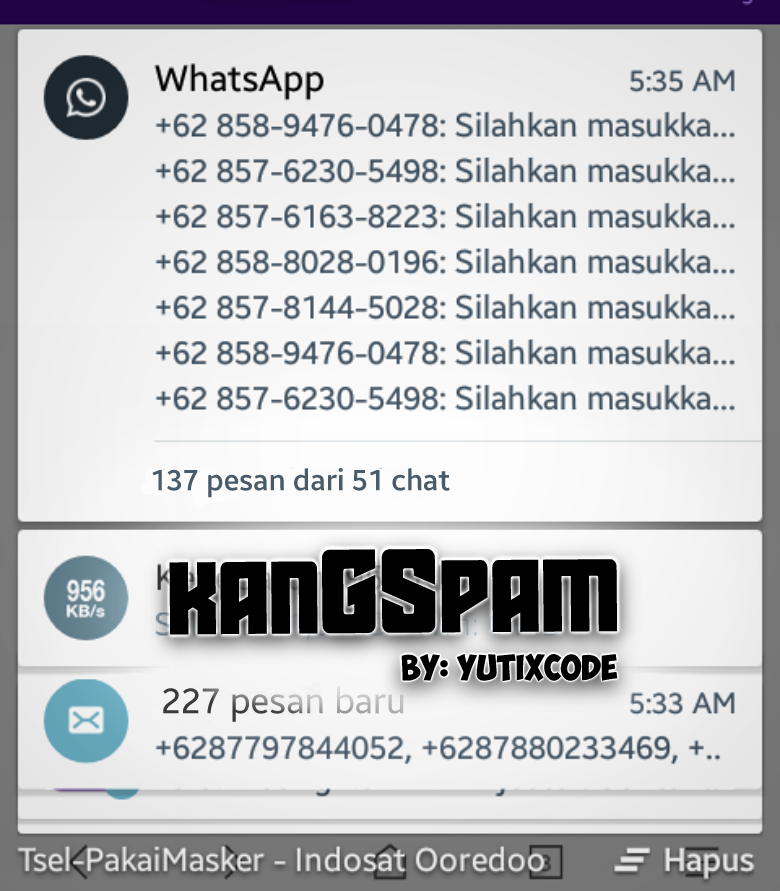 WhatsApp 5:35 AM
+62 858-9476-0478: Silahkan masukka...
+62 857-6230-5498: Silahkan masukka...
+62 857-6163-8223: Silahkan masukka...
+62 858-8028-0196: Silahkan masukka...
+62 857-8144-5028: Silahkan masukka...
+62 858-9476-0478: Silahkan masukka...
+62 857-6230-5498: Silahkan masukka...
137 pesan dari 51 chat
956
KB/s
KANGSPAM
BY: YUTIXCODE
227 pesan baru 5:33 AM
+6287797844052, +6287880233469, +..
Tsel-PakaiMasker - Indosat Ooredoo 3 Hapus